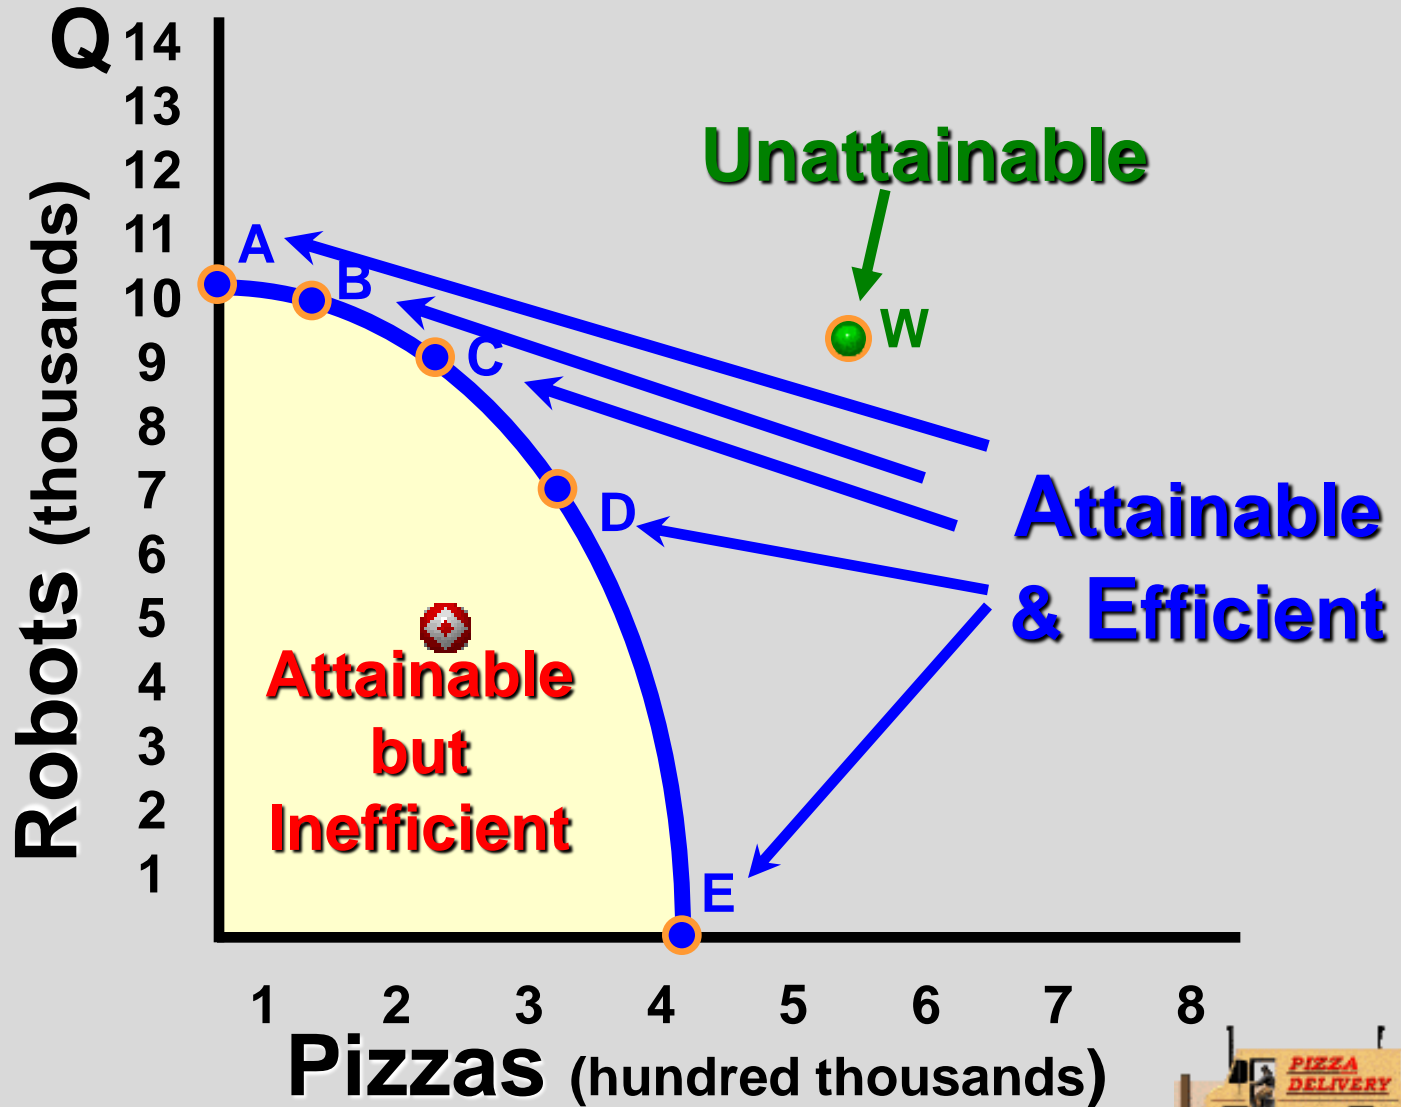 Q
14
13
12
11
10
9
8
7
6
5
4
3
2
1
Robots (thousands)
Unattainable
W
A
B
C
D
E
Attainable
& Efficient
Attainable
but
Inefficient
1 2 3 4 5 6 7 8
Pizzas (hundred thousands)
PIZZA
DELIVERY